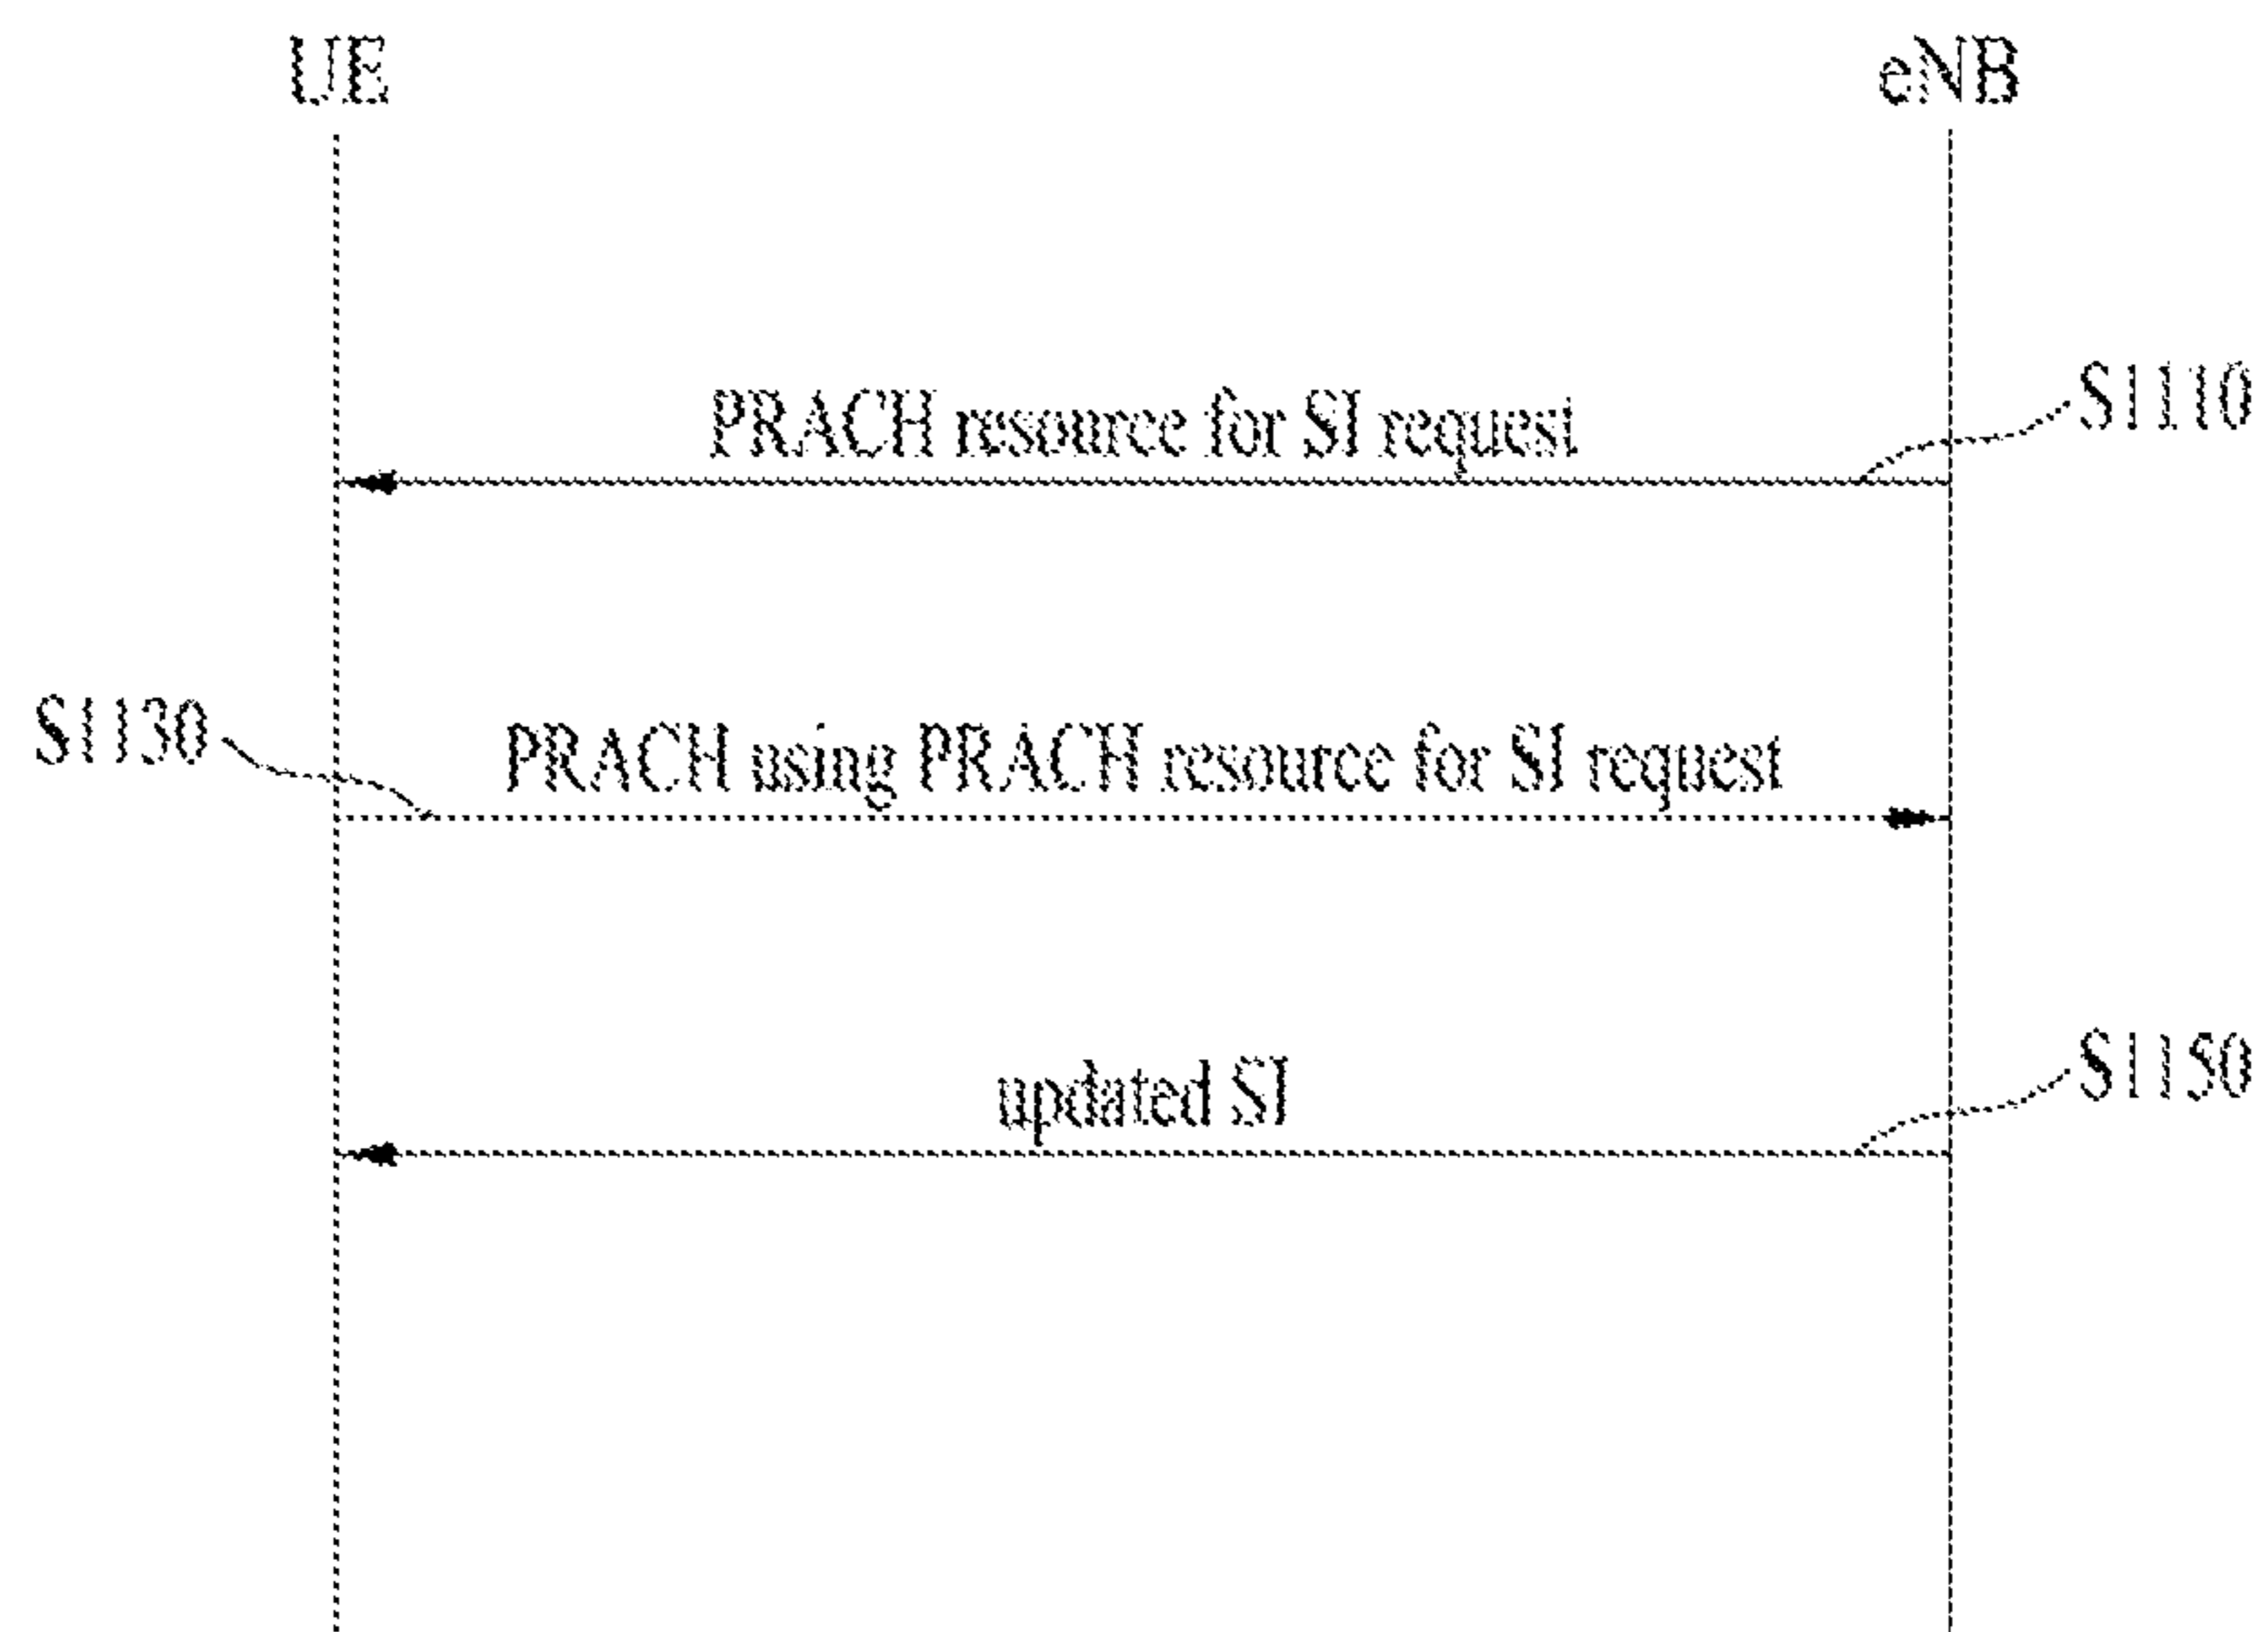 UE
eNB
S1110
PRACH resource for SI request
S1130
PRACH using PRACH resource for SI request
S1150
updated SI